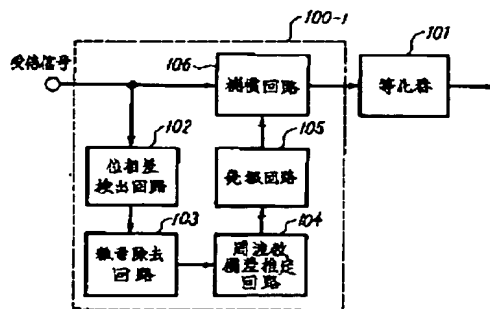 100-1
受信信号
106
補償回路
101
等化器
102
位相差
検出回路
105
発振回路
103
雑音除去
回路
104
周波数
偏差推定
回路